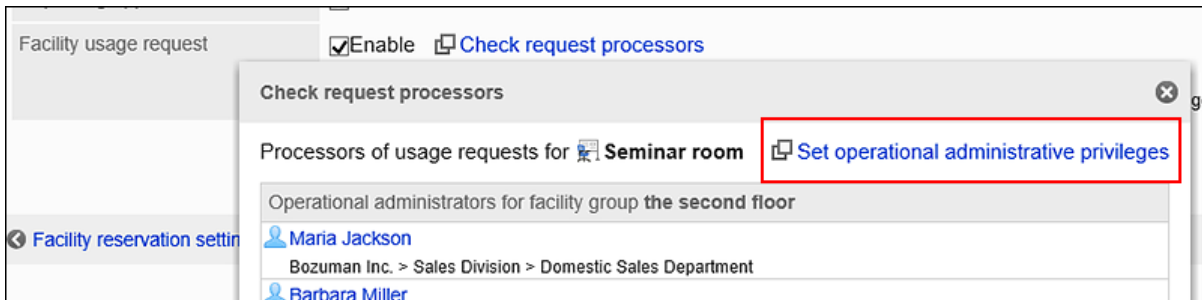 Facility usage request
Enable Check request processors
Check request processors
Processors of usage requests for Seminar room Set operational administrative privileges
Operational administrators for facility group the second floor
Facility reservation settin
Maria Jackson
Bozuman Inc. > Sales Division > Domestic Sales Department
Barbara Miller